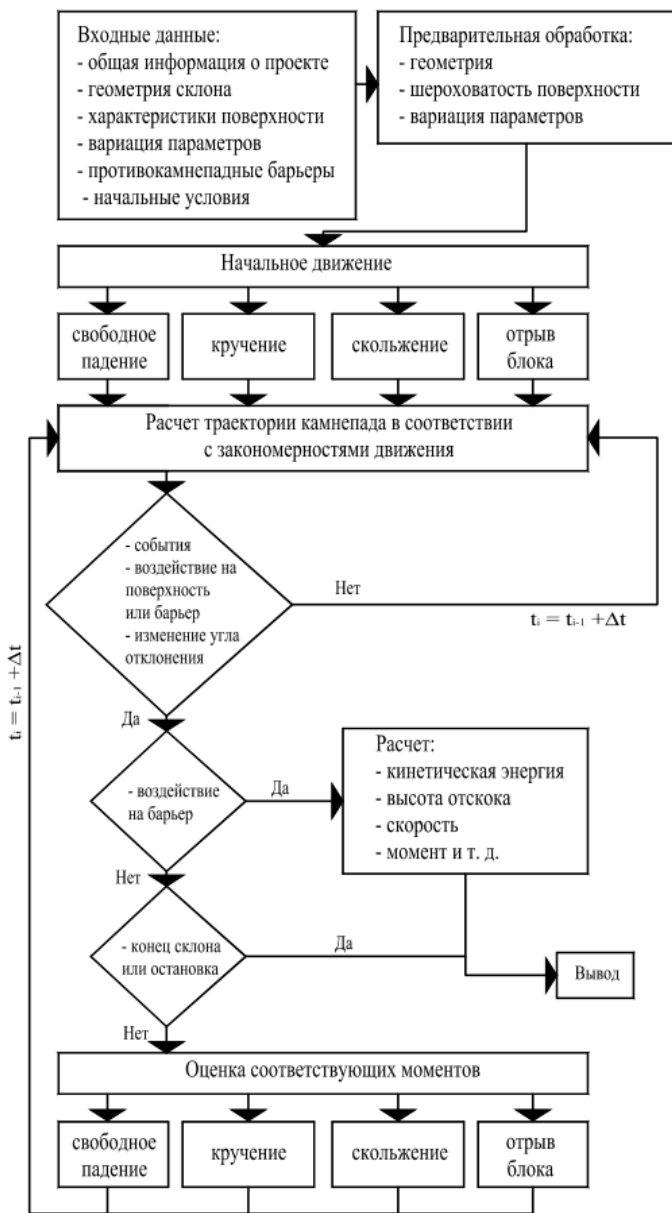 Входные данные:
- общая информация о проекте
- геометрия склона
- характеристики поверхности
- вариация параметров
- противокамнепадные барьеры
- начальные условия
Предварительная обработка:
- геометрия
- шероховатость поверхности
- вариация параметров
Начальное движение
свободное
падение
кручение
скольжение
отрыв
блока
Расчет траектории камнепада в соответствии
с закономерностями движения
- события
- воздействие на
поверхность
или барьер
- изменение угла
отклонения
Нет
tᵢ = tᵢ₋₁ +Δt
tᵢ = tᵢ₋₁ +Δt
Да
- воздействие
на барьер
Да
Расчет:
- кинетическая энергия
- высота отскока
- скорость
- момент и т. д.
Нет
- конец склона
или остановка
Да
Вывод
Нет
Оценка соответствующих моментов
свободное
падение
кручение
скольжение
отрыв
блока